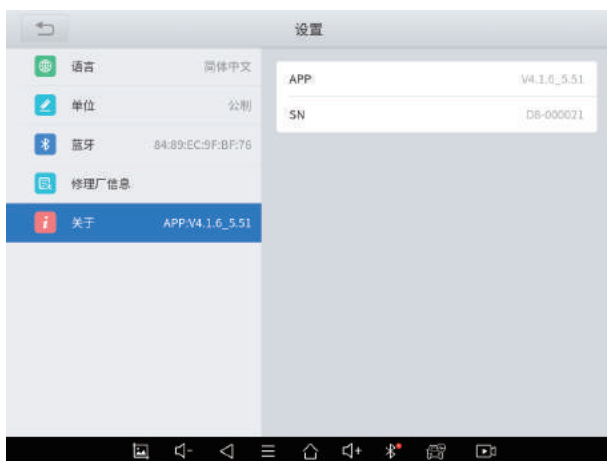 设置
语言 简体中文
单位 公制
蓝牙 84:89:EC:9F:BF:76
修理厂信息
关于 APP:V4.1.6_5.51
APP V4.1.6_5.51
SN D8-000021